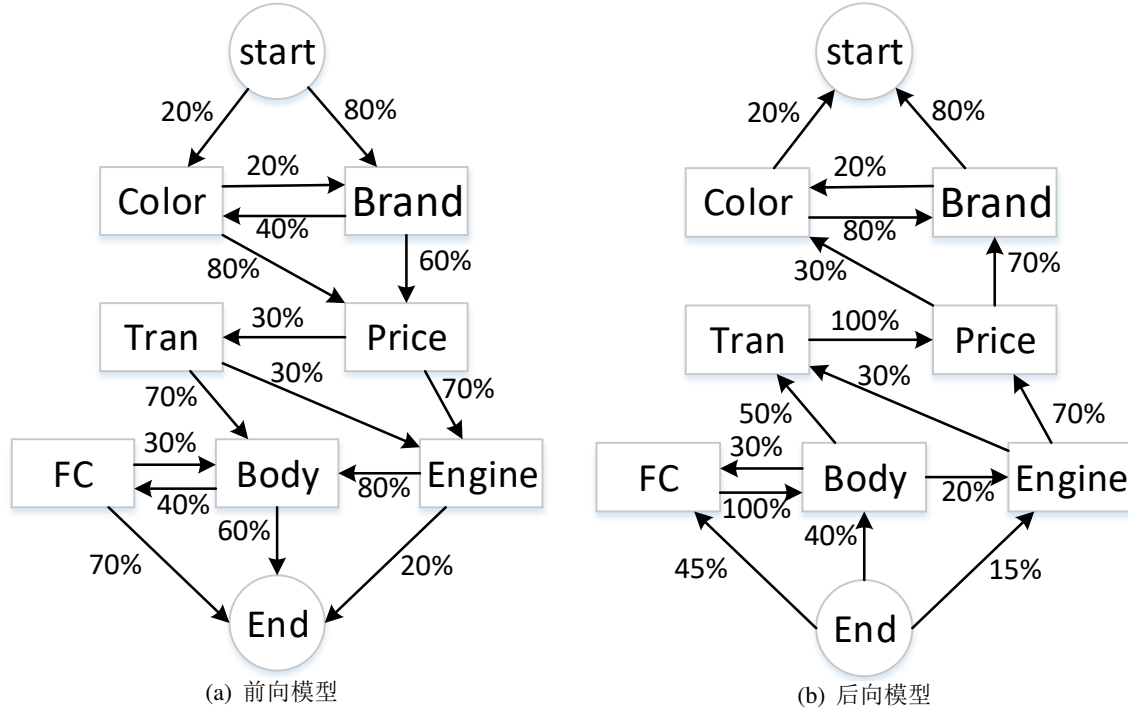 start
20%
80%
Color
20%
40%
Brand
80%
60%
Tran
30%
Price
70%
30%
70%
FC
30%
40%
Body
80%
Engine
70%
60%
20%
End
(a) 前向模型
start
20%
80%
Color
20%
80%
Brand
30%
70%
Tran
100%
Price
50%
30%
70%
FC
30%
100%
Body
20%
Engine
45%
40%
15%
End
(b) 后向模型